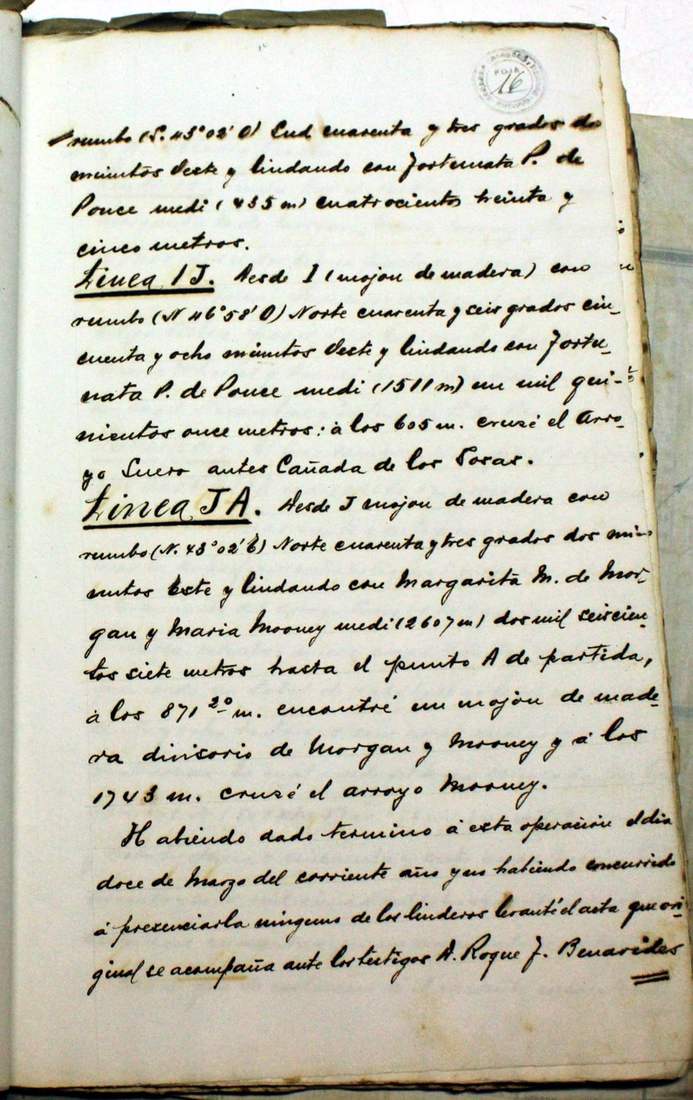 FOJA
16
rumbo (S. 43° 02' O) Sud cuarenta y tres grados dos
minutos Oeste y lindando con Fortunata P. de
Ponce medi (435 m) cuatrocientos treinta y
cinco metros.
Linea IJ. Desde I (mojon de madera) con
rumbo (N 46° 58' O) Norte cuarenta y seis grados cin-
cuenta y ocho minutos Oeste y lindando con Fortu-
nata P. de Ponce medi (1511 m) un mil qui-
nientos once metros: á los 605 m. crucé el Arro-
yo Suero antes Cañada de los Posas.
Linea JA. Desde J mojon de madera con
rumbo (N. 43° 02' E) Norte cuarenta y tres grados dos mi-
nutos Este y lindando con Margarita M. de Mor-
gan y Maria Mooney medi (2607 m) dos mil seiscien-
tos siete metros hasta el punto A de partida,
á los 871 20 m. encontré un mojón de made-
ra divisorio de Morgan y Mooney y á los
1743 m. crucé el arroyo Mooney.
Habiendo dado termino á esta operación el dia
doce de Marzo del corriente año y no habiendo concurrido
á presenciarla ninguno de los linderos levanté el acta que ori-
ginal se acompaña ante los testigos D. Roque J. Benavides